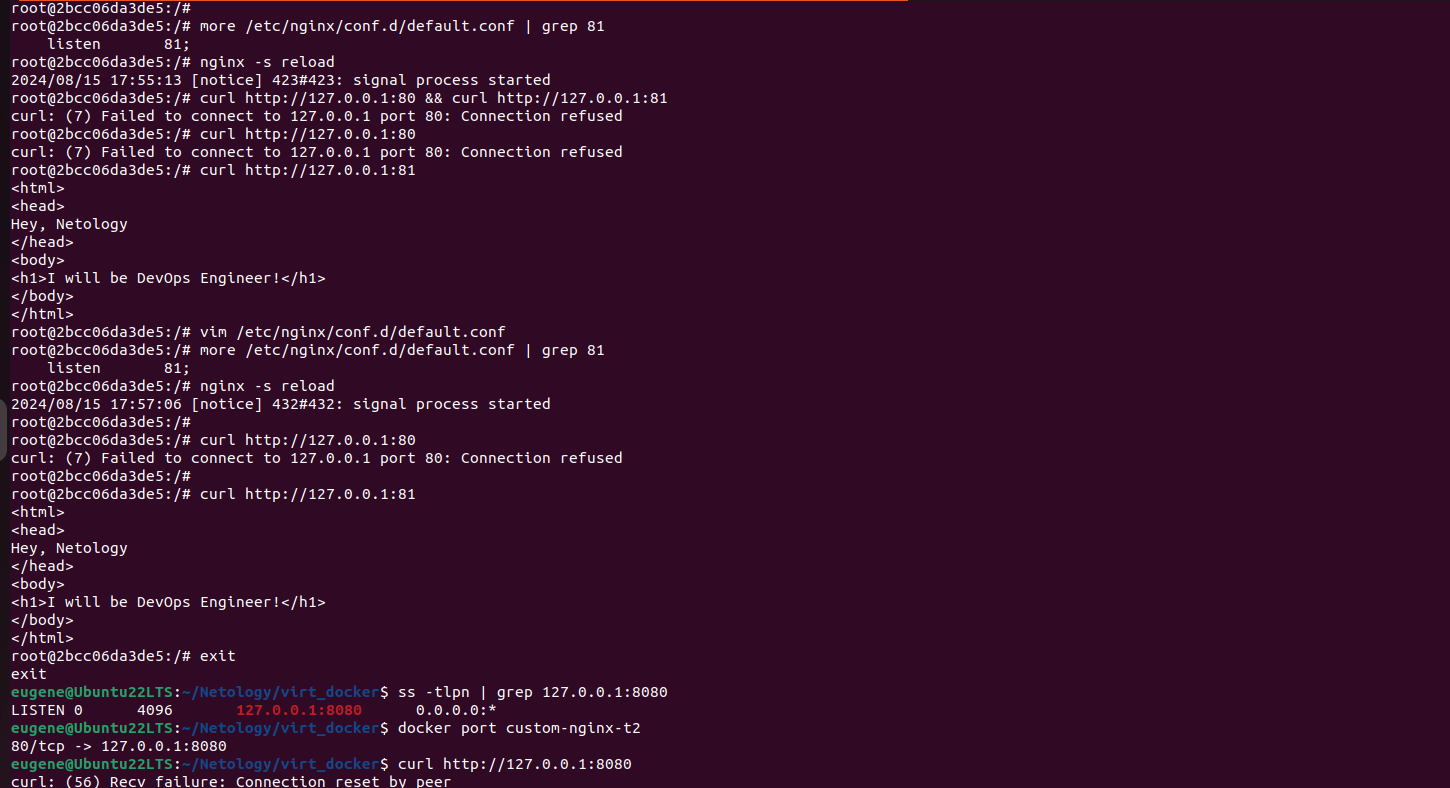 root@2bcc06da3de5:/#
root@2bcc06da3de5:/# more /etc/nginx/conf.d/default.conf | grep 81
    listen       81;
root@2bcc06da3de5:/# nginx -s reload
2024/08/15 17:55:13 [notice] 423#423: signal process started
root@2bcc06da3de5:/# curl http://127.0.0.1:80 && curl http://127.0.0.1:81
curl: (7) Failed to connect to 127.0.0.1 port 80: Connection refused
root@2bcc06da3de5:/# curl http://127.0.0.1:80
curl: (7) Failed to connect to 127.0.0.1 port 80: Connection refused
root@2bcc06da3de5:/# curl http://127.0.0.1:81
<html>
<head>
Hey, Netology
</head>
<body>
<h1>I will be DevOps Engineer!</h1>
</body>
</html>
root@2bcc06da3de5:/# vim /etc/nginx/conf.d/default.conf
root@2bcc06da3de5:/# more /etc/nginx/conf.d/default.conf | grep 81
    listen       81;
root@2bcc06da3de5:/# nginx -s reload
2024/08/15 17:57:06 [notice] 432#432: signal process started
root@2bcc06da3de5:/#
root@2bcc06da3de5:/# curl http://127.0.0.1:80
curl: (7) Failed to connect to 127.0.0.1 port 80: Connection refused
root@2bcc06da3de5:/#
root@2bcc06da3de5:/# curl http://127.0.0.1:81
<html>
<head>
Hey, Netology
</head>
<body>
<h1>I will be DevOps Engineer!</h1>
</body>
</html>
root@2bcc06da3de5:/# exit
exit
eugene@Ubuntu22LTS:~/Netology/virt_docker$ ss -tlpn | grep 127.0.0.1:8080
LISTEN 0      4096       127.0.0.1:8080      0.0.0.0:*
eugene@Ubuntu22LTS:~/Netology/virt_docker$ docker port custom-nginx-t2
80/tcp -> 127.0.0.1:8080
eugene@Ubuntu22LTS:~/Netology/virt_docker$ curl http://127.0.0.1:8080
curl: (56) Recv failure: Connection reset by peer